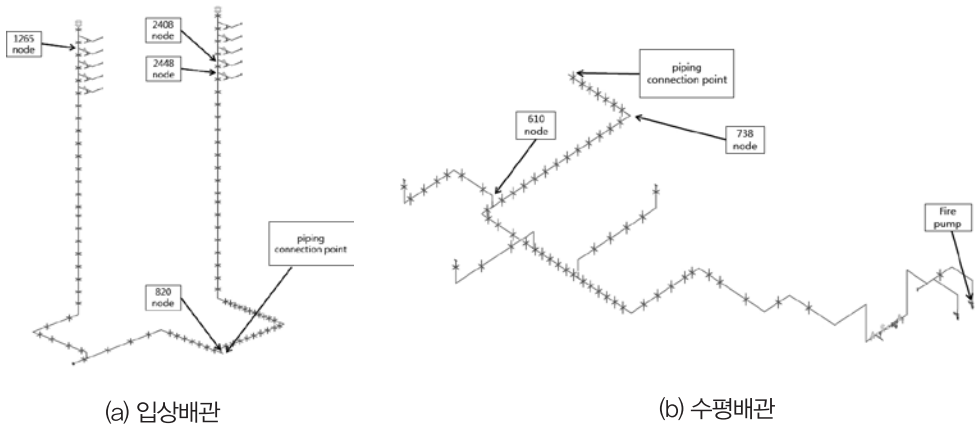 1265
node
2408
node
2448
node
820
node
piping
connection point
(a) 입상배관
piping
connection point
610
node
738
node
Fire
pump
(b) 수평배관